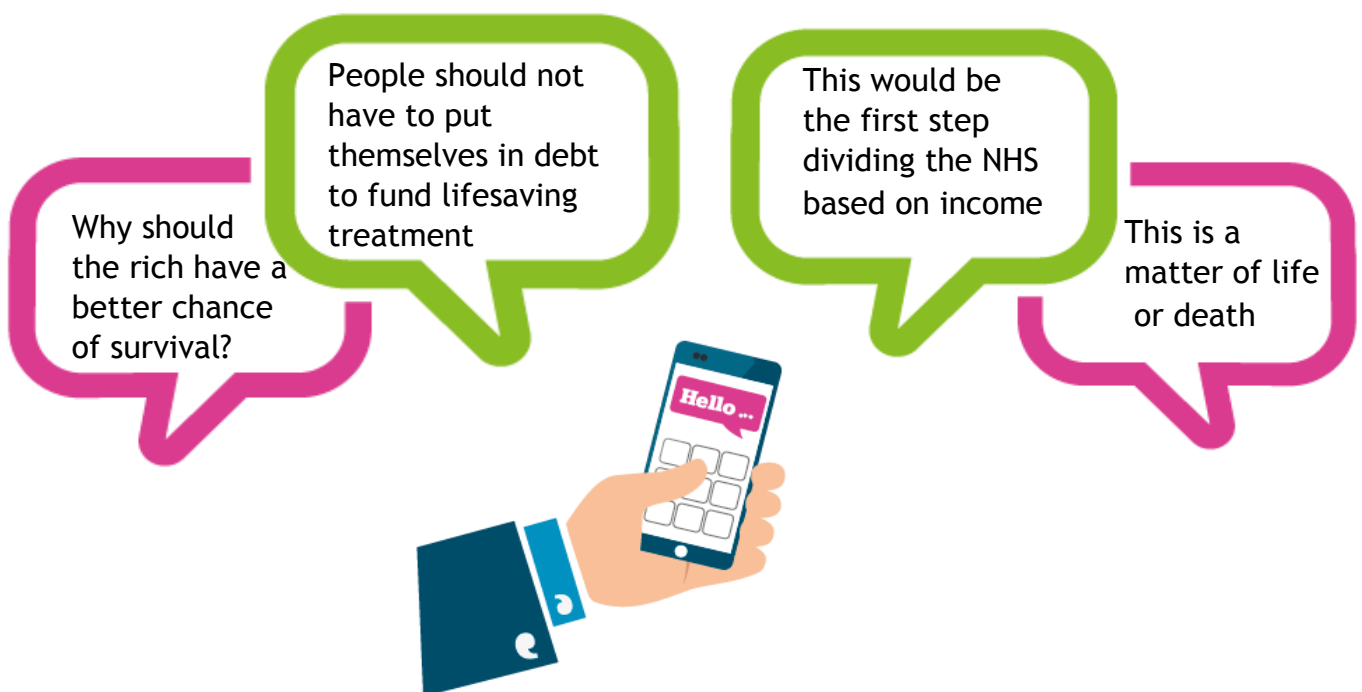 Why should
the rich have a
better chance
of survival?
People should not
have to put
themselves in debt
to fund lifesaving
treatment
This would be
the first step
dividing the NHS
based on income
This is a
matter of life
or death
Hello ...